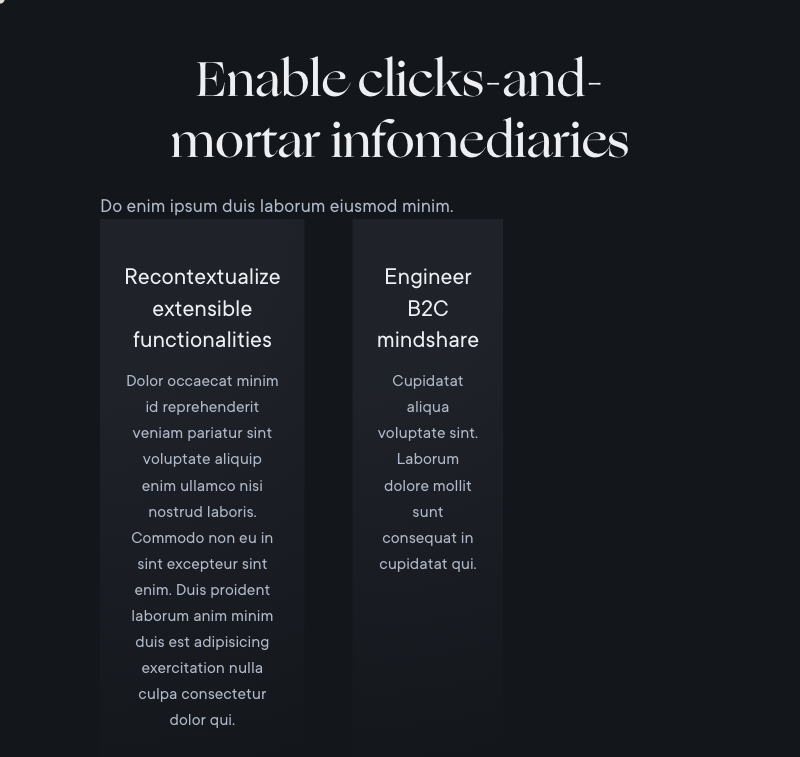 Enable clicks-and-
mortar infomediaries
Do enim ipsum duis laborum eiusmod minim.
Recontextualize
extensible
functionalities
Dolor occaecat minim
id reprehenderit
veniam pariatur sint
voluptate aliquip
enim ullamco nisi
nostrud laboris.
Commodo non eu in
sint excepteur sint
enim. Duis proident
laborum anim minim
duis est adipisicing
exercitation nulla
culpa consectetur
dolor qui.
Engineer
B2C
mindshare
Cupidatat
aliqua
voluptate sint.
Laborum
dolore mollit
sunt
consequat in
cupidatat qui.